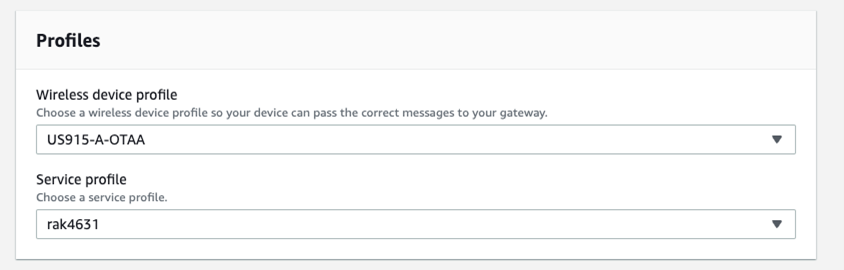 Profiles
Wireless device profile
Choose a wireless device profile so your device can pass the correct messages to your gateway.
US915-A-OTAA
Service profile
Choose a service profile.
rak4631